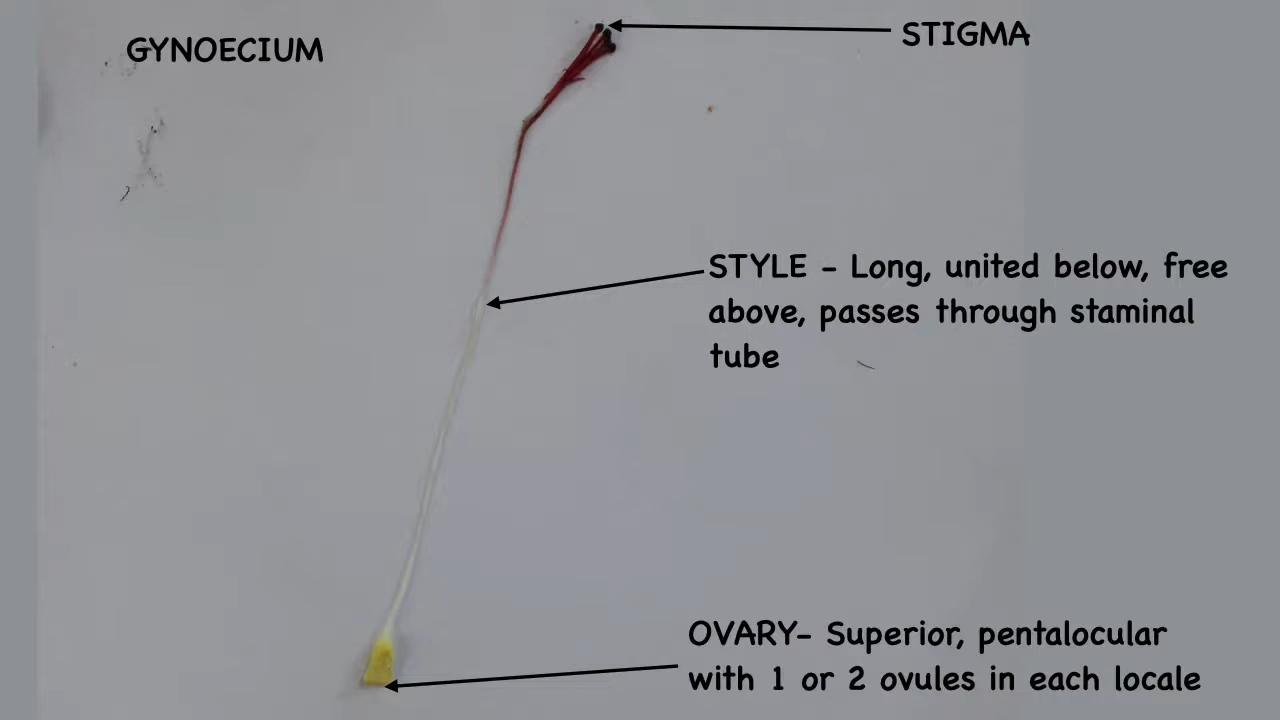 GYNOECIUM
STIGMA
STYLE - Long, united below, free
above, passes through staminal
tube
OVARY- Superior, pentalocular
with 1 or 2 ovules in each locale